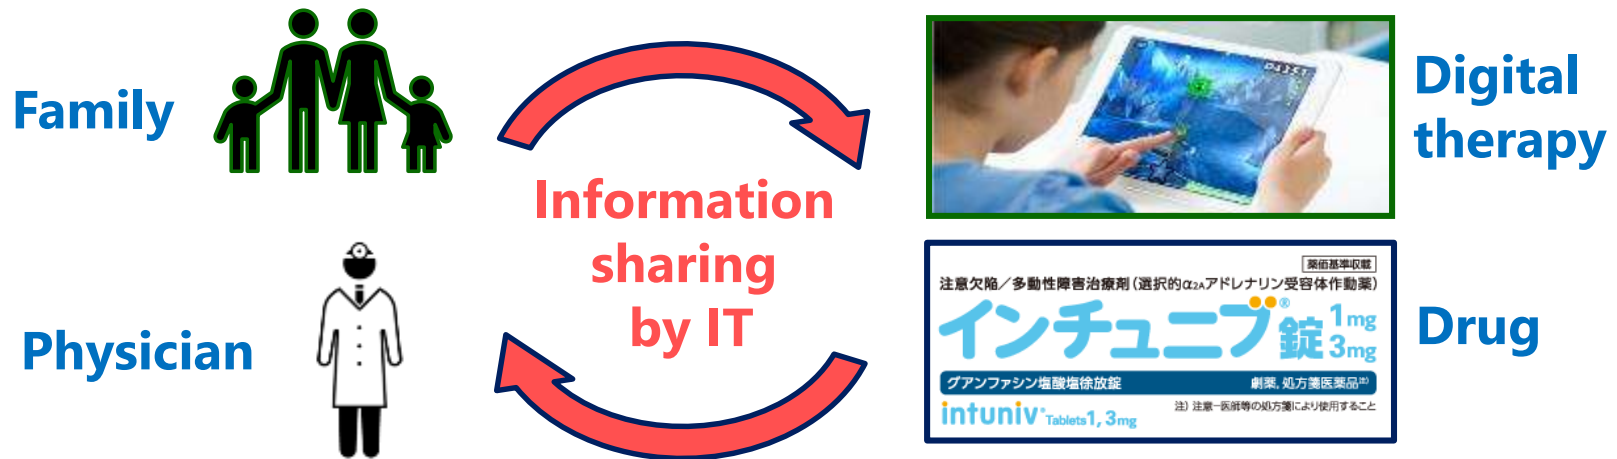 Family
Digital
therapy
04351
Information
sharing
by IT
Physician
薬価基準収載
注意欠陥／多動性障害治療剤（選択的α2Aアドレナリン受容体作動薬）
インチュニブ®錠 1mg 3mg
グアンファシン塩酸塩徐放錠 劇薬、処方箋医薬品注）
intuniv® Tablets1, 3mg
注）注意－医師等の処方箋により使用すること
Drug